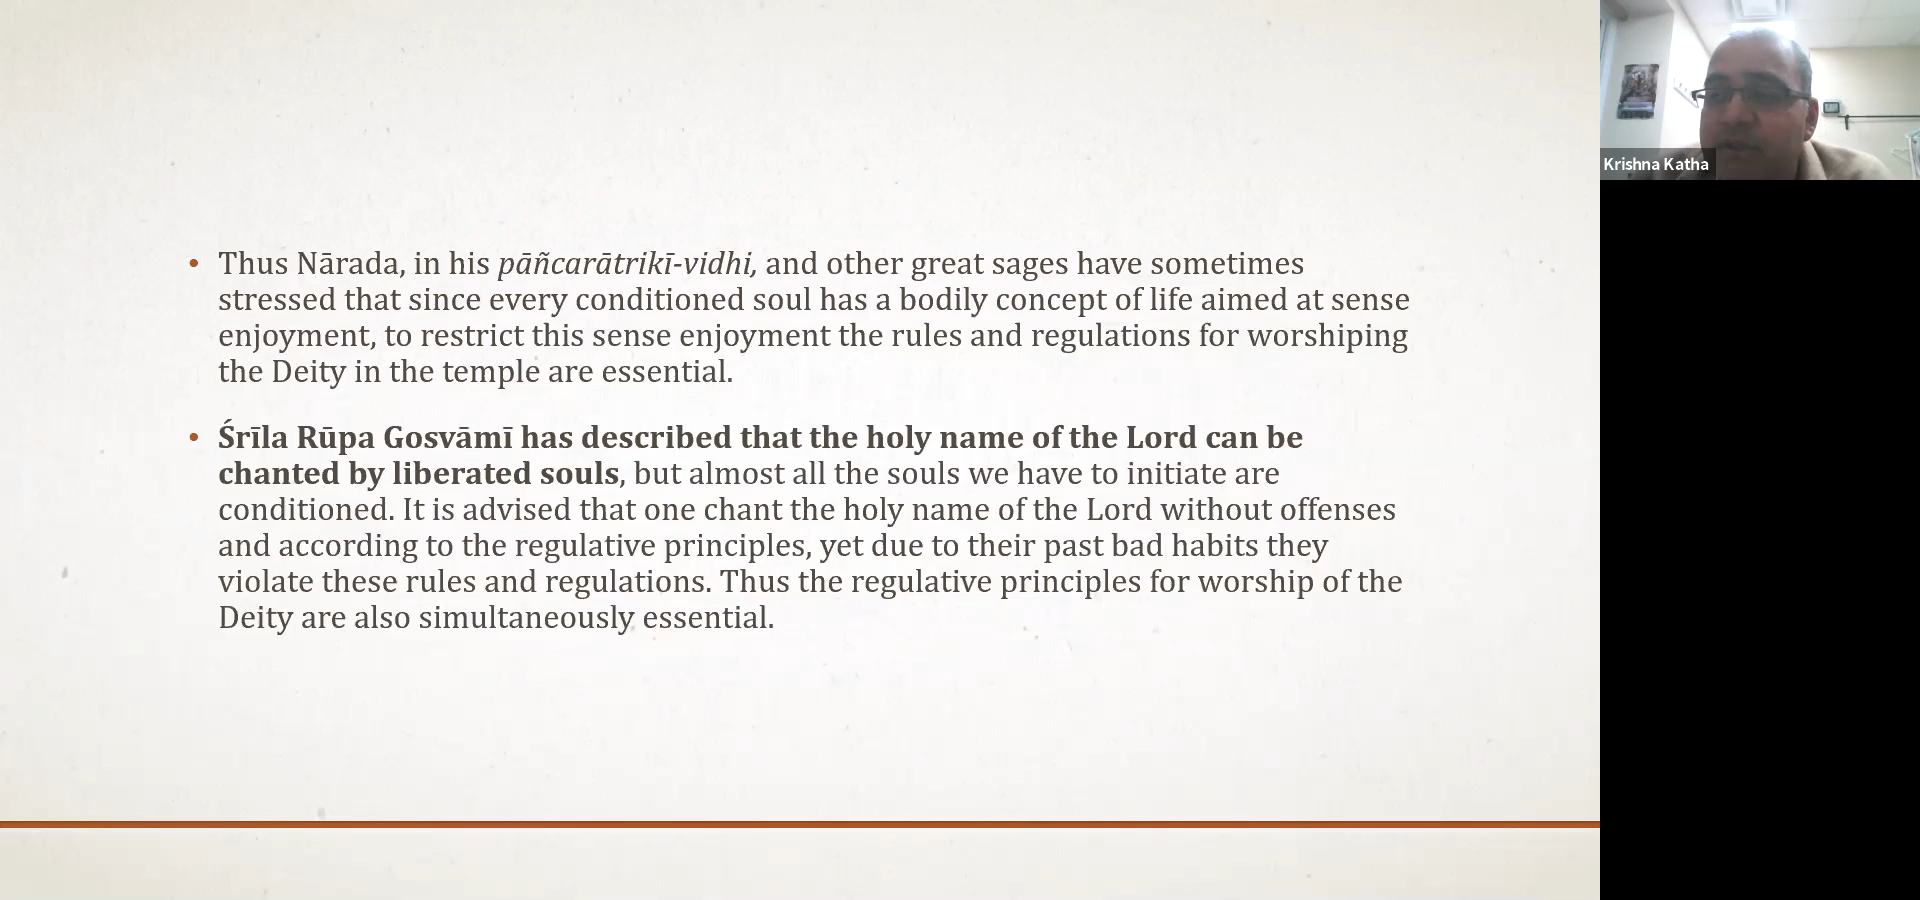 • Thus Nārada, in his pāñcarātrikī-vidhi, and other great sages have sometimes
stressed that since every conditioned soul has a bodily concept of life aimed at sense
enjoyment, to restrict this sense enjoyment the rules and regulations for worshiping
the Deity in the temple are essential.
• Śrīla Rūpa Gosvāmī has described that the holy name of the Lord can be
chanted by liberated souls, but almost all the souls we have to initiate are
conditioned. It is advised that one chant the holy name of the Lord without offenses
and according to the regulative principles, yet due to their past bad habits they
violate these rules and regulations. Thus the regulative principles for worship of the
Deity are also simultaneously essential.
Krishna Katha